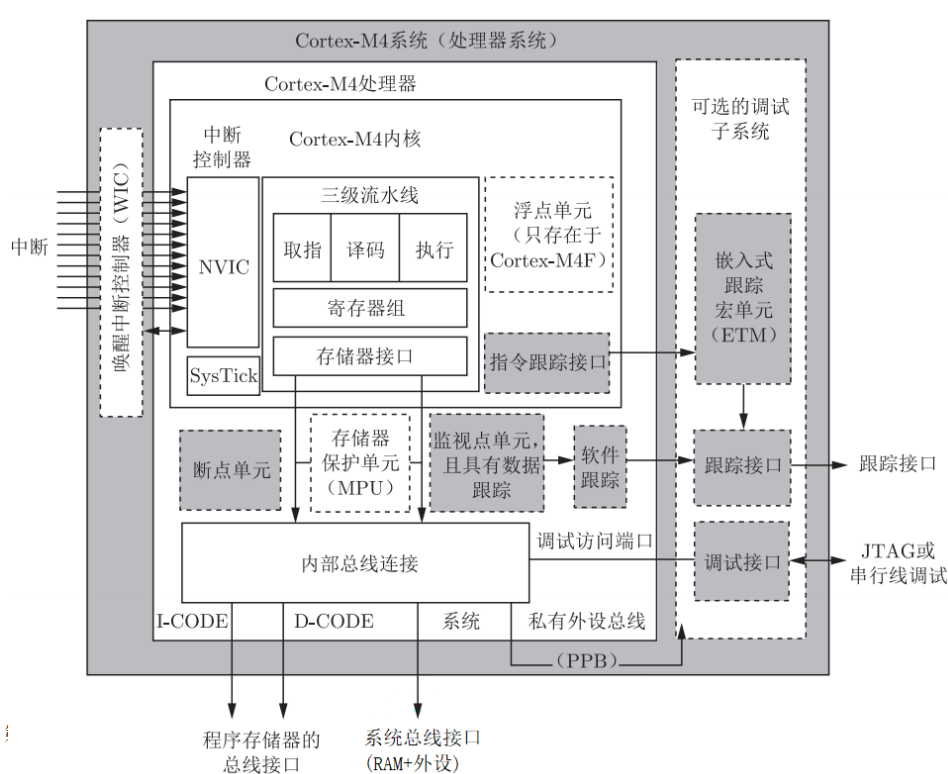 Cortex-M4系统（处理器系统）
Cortex-M4处理器
可选的调试
子系统
中断
控制器
Cortex-M4内核
唤醒中断控制器（WIC）
中断
NVIC
SysTick
三级流水线
取指
译码
执行
寄存器组
存储器接口
浮点单元
（只存在于
Cortex-M4F）
指令跟踪接口
嵌入式
跟踪
宏单元
（ETM）
断点单元
存储器
保护单元
（MPU）
监视点单元，
且具有数据
跟踪
软件
跟踪
跟踪接口
跟踪接口
内部总线连接
调试访问端口
调试接口
JTAG或
串行线调试
I-CODE
D-CODE
系统
私有外设总线
（PPB）
程序存储器的
总线接口
系统总线接口
(RAM+外设)